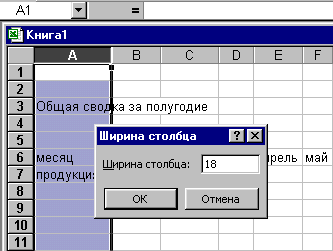 A1
=
Книга1
A B C D E F
1
2
3 Общая сводка за полугодие
4
5
6 месяц прель май
7 продукци
8
9
10
11
Ширина столбца ? ×
Ширина столбца: 18
OK Отмена